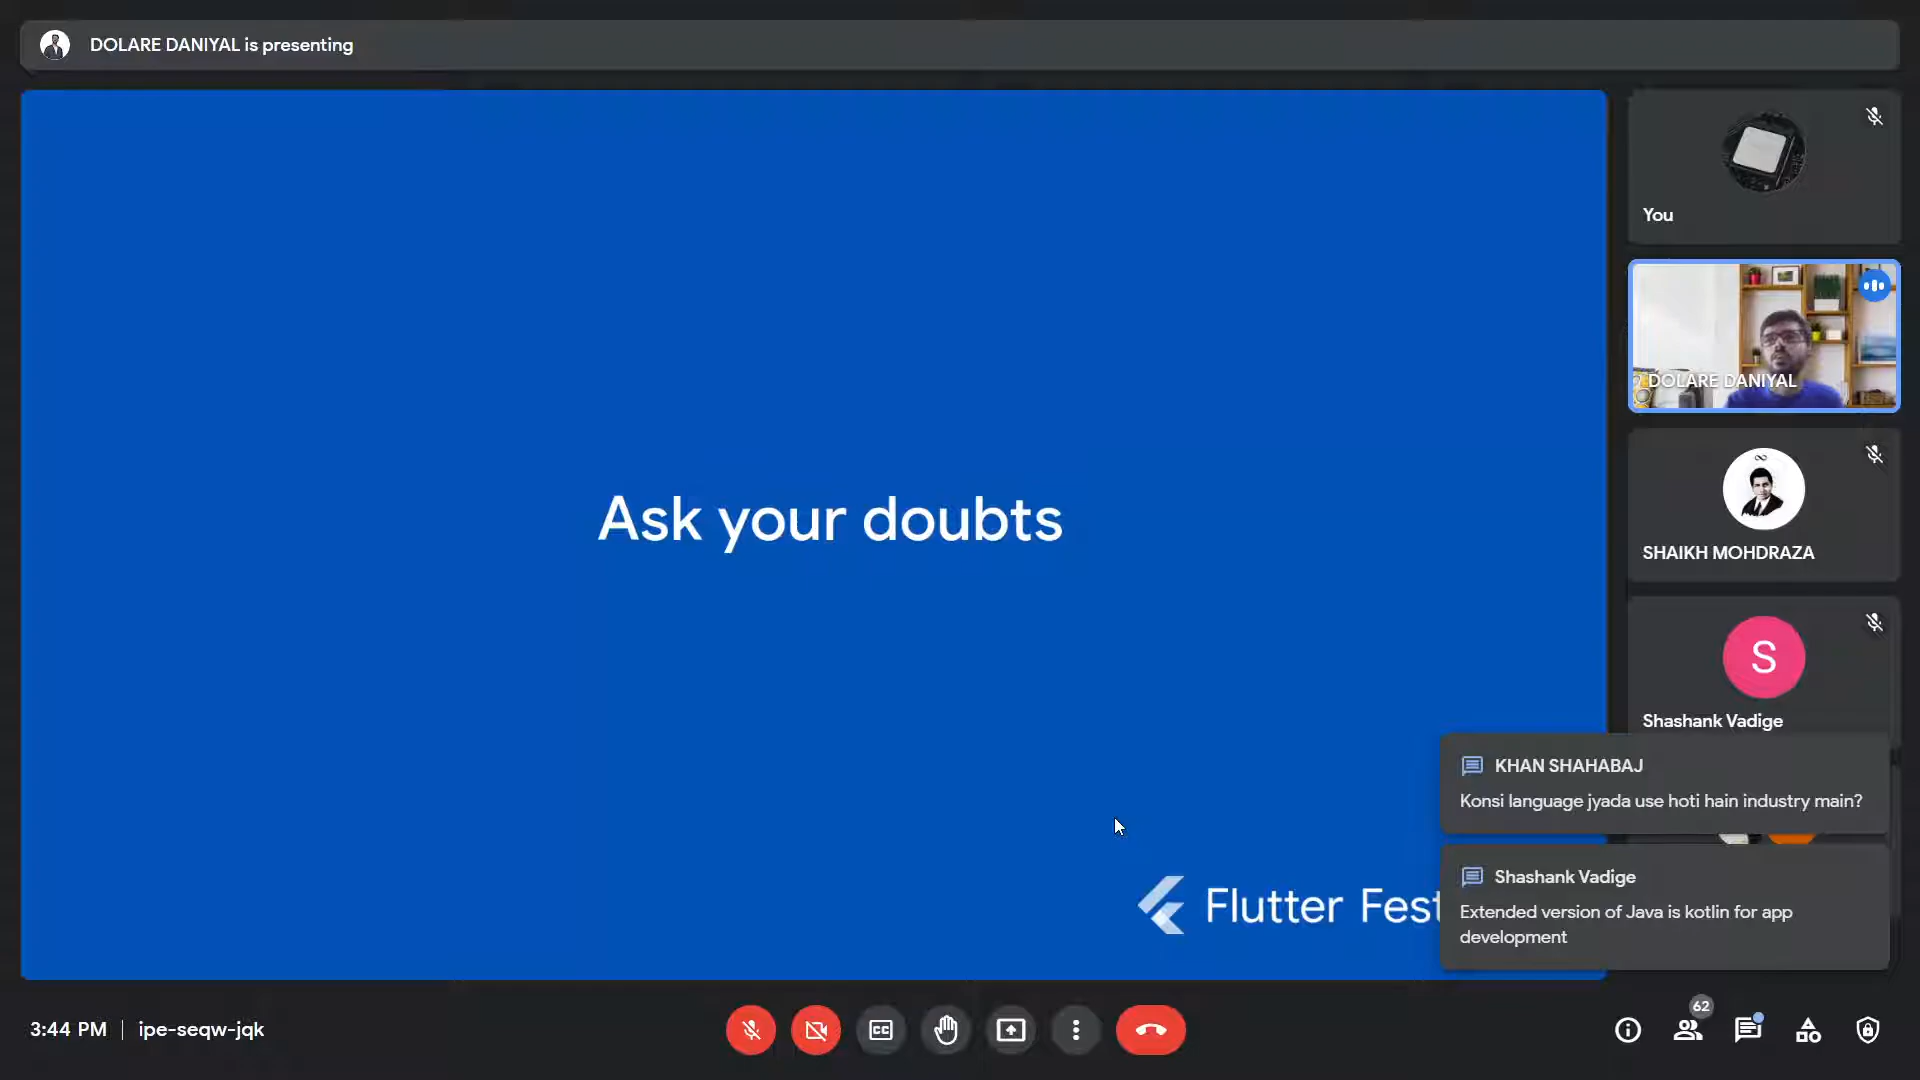 DOLARE DANIYAL is presenting
You
DOLARE DANIYAL
SHAIKH MOHDRAZA
S
Shashank Vadige
Ask your doubts
Flutter Fest
KHAN SHAHABAJ
Konsi language jyada use hoti hain industry main?
Shashank Vadige
Extended version of Java is kotlin for app
development
3:44 PM | ipe-seqw-jqk
CC
62